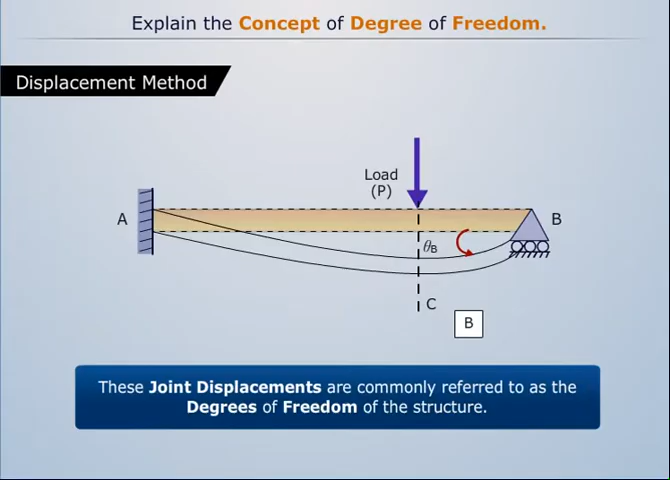 Explain the Concept of Degree of Freedom.
Displacement Method
Load
(P)
A
B
θB
C
B
These Joint Displacements are commonly referred to as the
Degrees of Freedom of the structure.